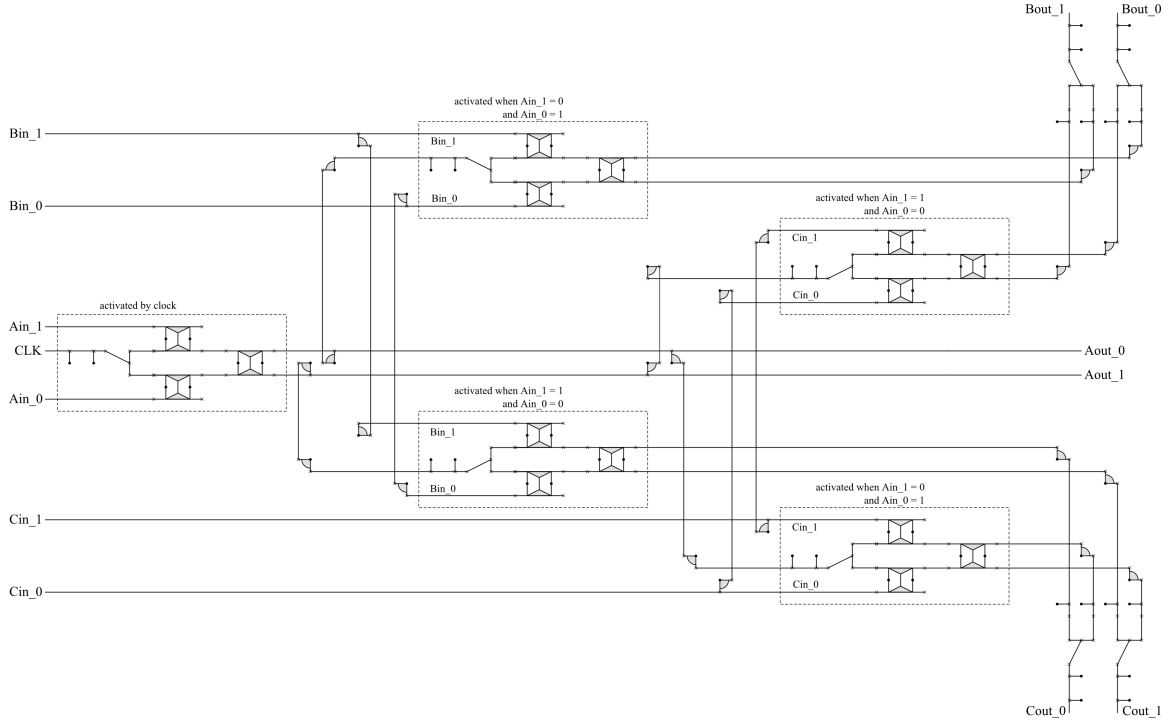 Bout_1
Bout_0
activated when Ain_1 = 0
and Ain_0 = 1
Bin_1
Bin_1
Bin_0
Bin_0
activated when Ain_1 = 1
and Ain_0 = 0
Cin_1
Cin_0
activated by clock
Ain_1
CLK
Ain_0
Aout_0
Aout_1
activated when Ain_1 = 1
and Ain_0 = 0
Bin_1
Bin_0
activated when Ain_1 = 0
and Ain_0 = 1
Cin_1
Cin_1
Cin_0
Cin_0
Cout_0
Cout_1